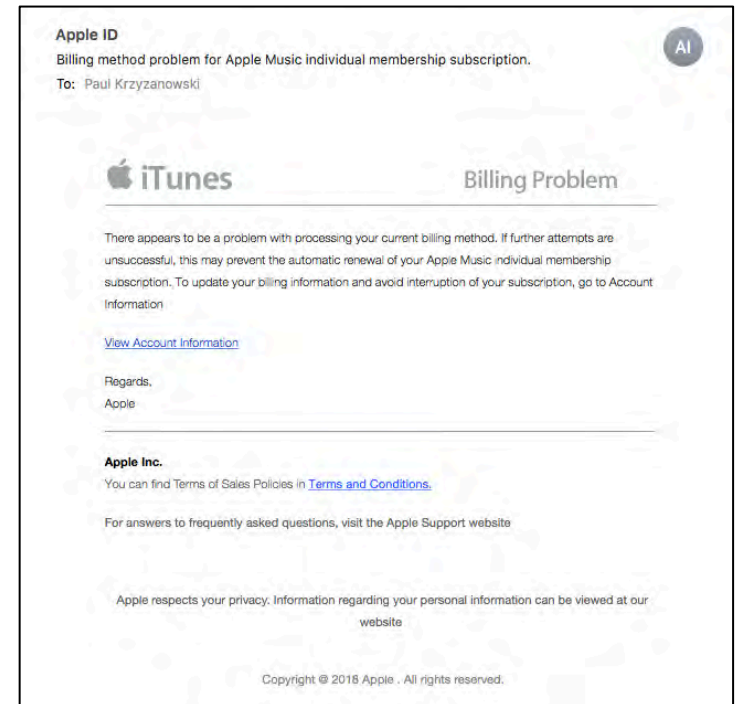 Apple ID
AI
Billing method problem for Apple Music individual membership subscription.
To: Paul Krzyzanowski
iTunes
Billing Problem
There appears to be a problem with processing your current billing method. If further attempts are
unsuccessful, this may prevent the automatic renewal of your Apple Music individual membership
subscription. To update your billing information and avoid interruption of your subscription, go to Account
Information
View Account Information
Regards,
Apple
Apple Inc.
You can find Terms of Sales Policies in Terms and Conditions.
For answers to frequently asked questions, visit the Apple Support website
Apple respects your privacy. Information regarding your personal information can be viewed at our
website
Copyright @ 2018 Apple . All rights reserved.